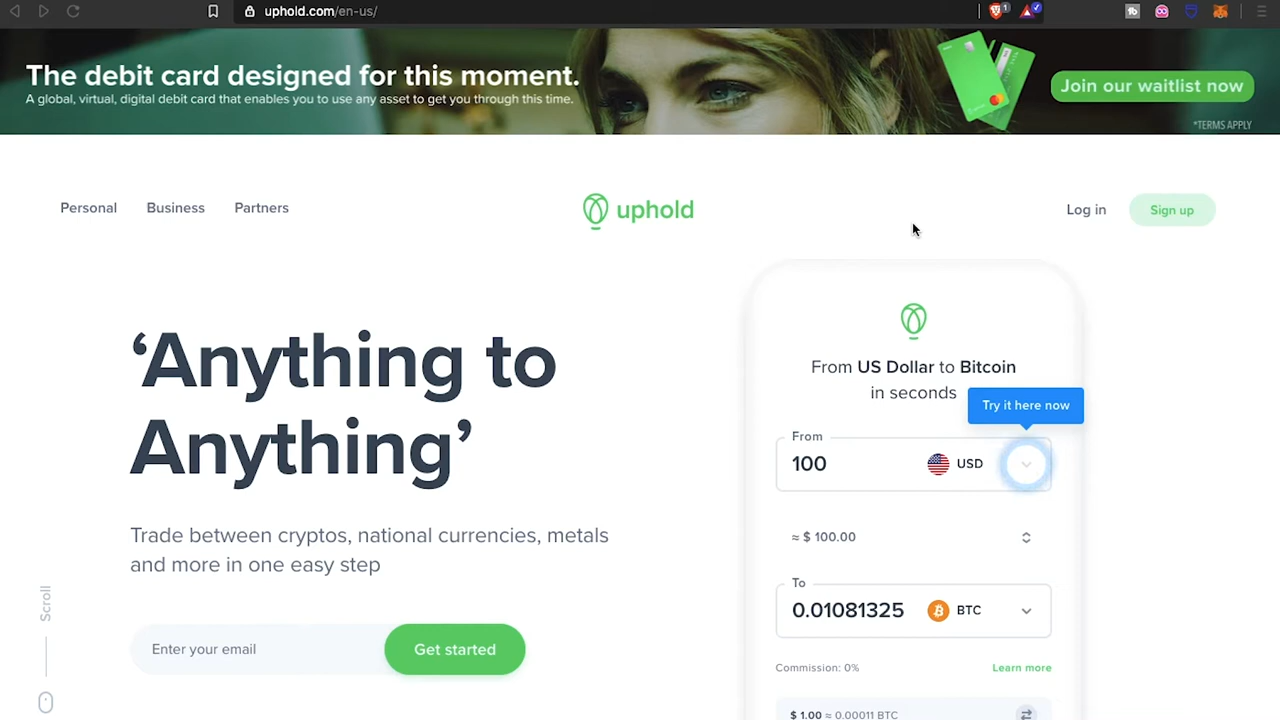 uphold.com/en-us/
1
The debit card designed for this moment.
A global, virtual, digital debit card that enables you to use any asset to get you through this time.
Join our waitlist now
*TERMS APPLY
Personal
Business
Partners
uphold
Log in
Sign up
‘Anything to
Anything’
Trade between cryptos, national currencies, metals
and more in one easy step
Enter your email
Get started
Scroll
From US Dollar to Bitcoin
in seconds
Try it here now
From
100
USD
≈ $ 100.00
To
0.01081325
BTC
Commission: 0%
Learn more
$ 1.00 ≈ 0.00011 BTC